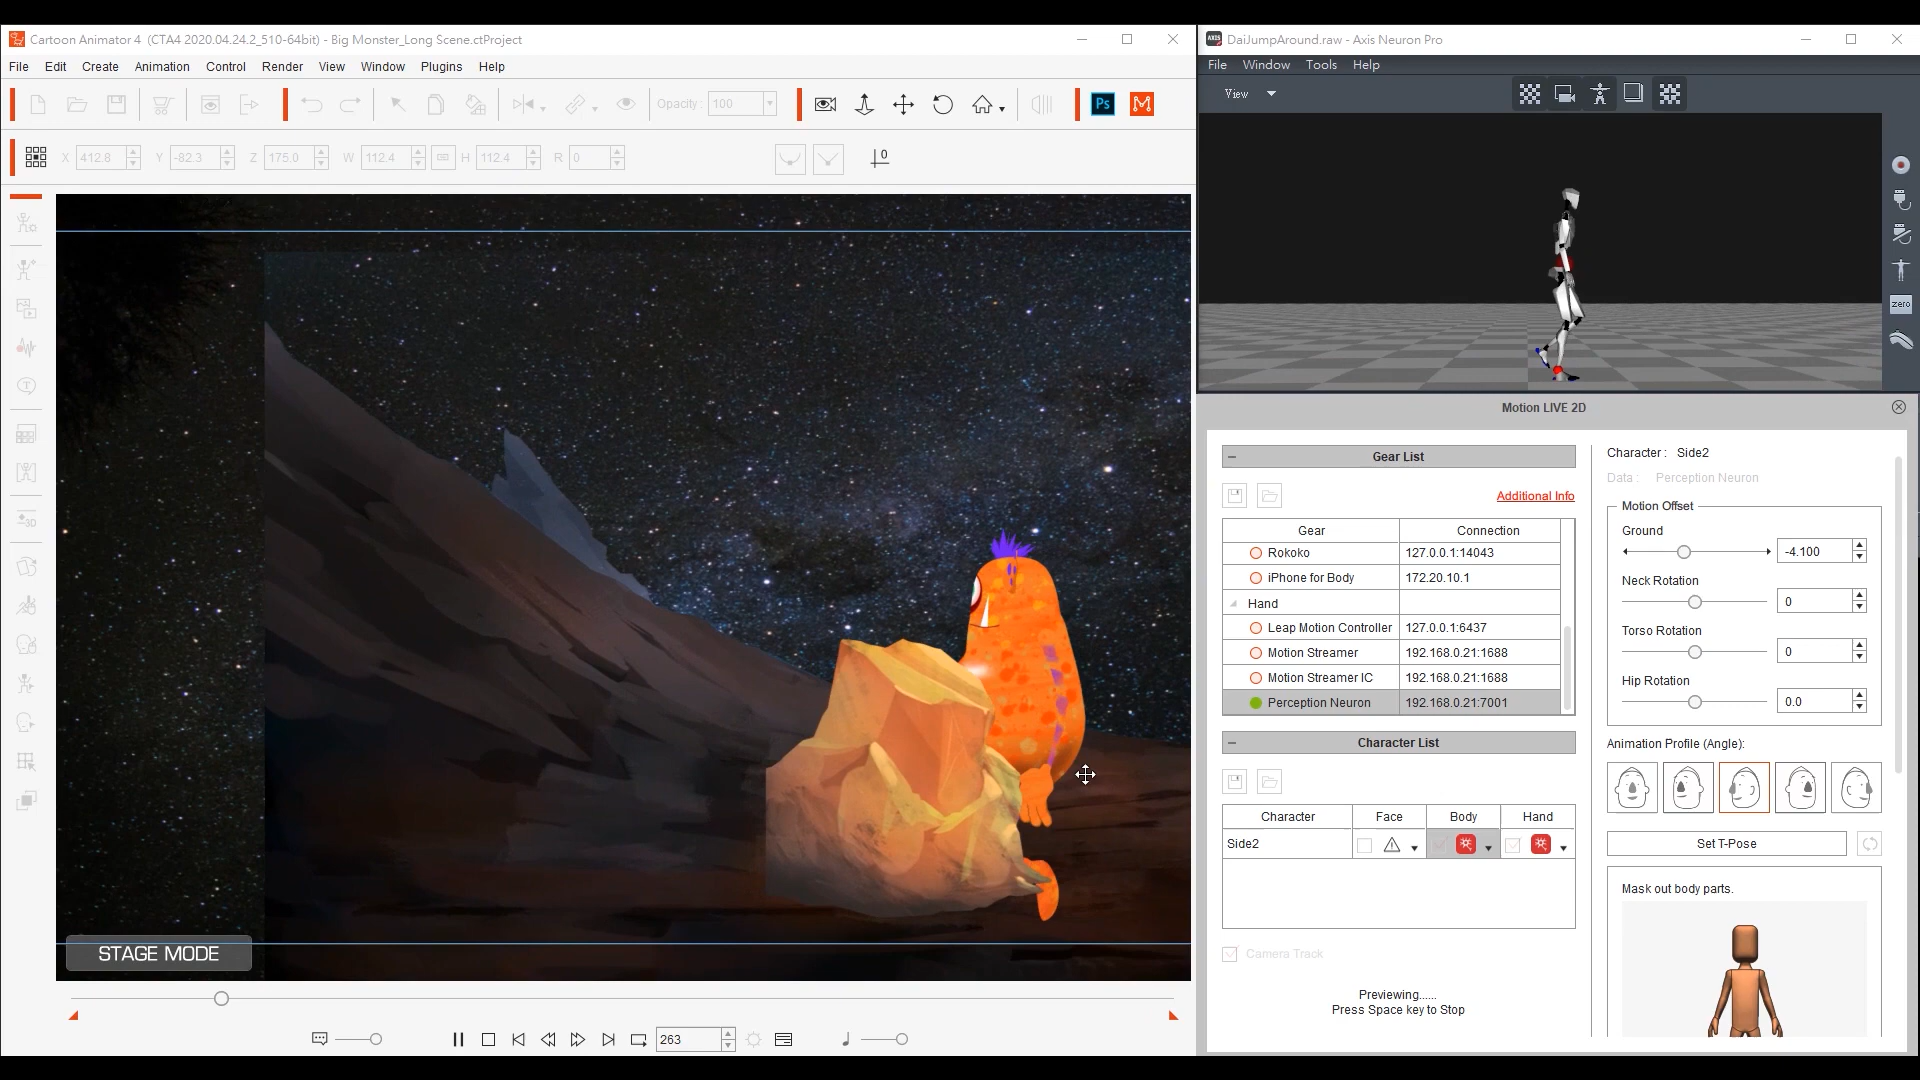 Cartoon Animator 4 (CTA4 2020.04.24.2_510-64bit) - Big Monster_Long Scene.ctProject
File Edit Create Animation Control Render View Window Plugins Help
Opacity: 100
Ps
X 412.8 Y -82.3 Z 175.0 W 112.4 H 112.4 R 0
0
3D
STAGE MODE
263
AXIS
DaiJumpAround.raw - Axis Neuron Pro
File Window Tools Help
View
zero
Motion LIVE 2D
Gear List
Additional Info
Gear Connection
Rokoko 127.0.0.1:14043
iPhone for Body 172.20.10.1
Hand
Leap Motion Controller 127.0.0.1:6437
Motion Streamer 192.168.0.21:1688
Motion Streamer IC 192.168.0.21:1688
Perception Neuron 192.168.0.21:7001
Character List
Character Face Body Hand
Side2
Camera Track
Previewing......
Press Space key to Stop
Character : Side2
Data : Perception Neuron
Motion Offset
Ground
-4.100
Neck Rotation
0
Torso Rotation
0
Hip Rotation
0.0
Animation Profile (Angle):
Set T-Pose
Mask out body parts.